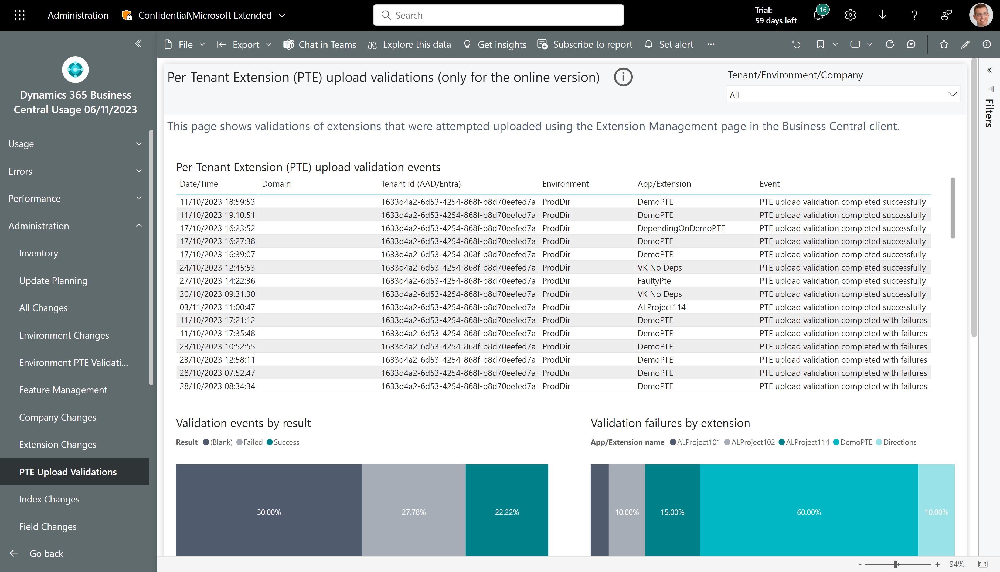 Administration
Confidential\Microsoft Extended
Search
Trial:
59 days left
16
File
Export
Chat in Teams
Explore this data
Get insights
Subscribe to report
Set alert
Dynamics 365 Business
Central Usage 06/11/2023
Usage
Errors
Performance
Administration
Inventory
Update Planning
All Changes
Environment Changes
Environment PTE Validati...
Feature Management
Company Changes
Extension Changes
PTE Upload Validations
Index Changes
Field Changes
Go back
Per-Tenant Extension (PTE) upload validations (only for the online version)
Tenant/Environment/Company
All
Filters
This page shows validations of extensions that were attempted uploaded using the Extension Management page in the Business Central client.
Per-Tenant Extension (PTE) upload validation events
Date/Time Domain Tenant id (AAD/Entra) Environment App/Extension Event
11/10/2023 18:59:53 1633d4a2-6d53-4254-868f-b8d70eefed7a ProdDir DemoPTE PTE upload validation completed successfully
11/10/2023 19:10:51 1633d4a2-6d53-4254-868f-b8d70eefed7a ProdDir DemoPTE PTE upload validation completed successfully
17/10/2023 16:23:52 1633d4a2-6d53-4254-868f-b8d70eefed7a ProdDir DependingOnDemoPTE PTE upload validation completed successfully
17/10/2023 16:27:38 1633d4a2-6d53-4254-868f-b8d70eefed7a ProdDir DemoPTE PTE upload validation completed successfully
17/10/2023 16:39:07 1633d4a2-6d53-4254-868f-b8d70eefed7a ProdDir DemoPTE PTE upload validation completed successfully
24/10/2023 12:45:53 1633d4a2-6d53-4254-868f-b8d70eefed7a ProdDir VK No Deps PTE upload validation completed successfully
27/10/2023 14:22:36 1633d4a2-6d53-4254-868f-b8d70eefed7a ProdDir FaultyPte PTE upload validation completed successfully
30/10/2023 09:31:30 1633d4a2-6d53-4254-868f-b8d70eefed7a ProdDir VK No Deps PTE upload validation completed successfully
03/11/2023 11:00:47 1633d4a2-6d53-4254-868f-b8d70eefed7a ProdDir ALProject114 PTE upload validation completed successfully
11/10/2023 17:21:12 1633d4a2-6d53-4254-868f-b8d70eefed7a ProdDir DemoPTE PTE upload validation completed with failures
11/10/2023 17:35:48 1633d4a2-6d53-4254-868f-b8d70eefed7a ProdDir DemoPTE PTE upload validation completed with failures
23/10/2023 10:52:55 1633d4a2-6d53-4254-868f-b8d70eefed7a ProdDir DemoPTE PTE upload validation completed with failures
23/10/2023 12:58:11 1633d4a2-6d53-4254-868f-b8d70eefed7a ProdDir DemoPTE PTE upload validation completed with failures
28/10/2023 07:52:47 1633d4a2-6d53-4254-868f-b8d70eefed7a ProdDir DemoPTE PTE upload validation completed with failures
28/10/2023 08:34:34 1633d4a2-6d53-4254-868f-b8d70eefed7a ProdDir DemoPTE PTE upload validation completed with failures
Validation events by result
Result (Blank) Failed Success
50.00% 27.78% 22.22%
Validation failures by extension
App/Extension name ALProject101 ALProject102 ALProject114 DemoPTE Directions
10.00% 15.00% 60.00% 10.00%
- + 94%